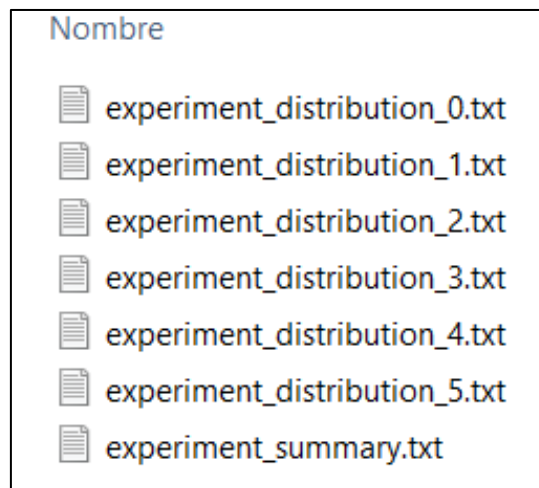 Nombre
experiment_distribution_0.txt
experiment_distribution_1.txt
experiment_distribution_2.txt
experiment_distribution_3.txt
experiment_distribution_4.txt
experiment_distribution_5.txt
experiment_summary.txt